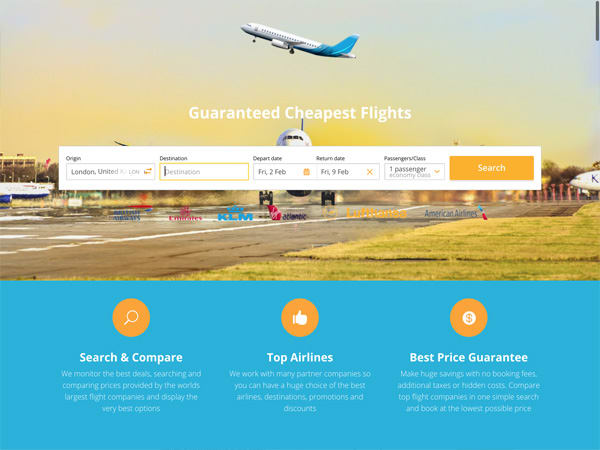 Guaranteed Cheapest Flights
Origin Destination Depart date Return date Passengers/Class
London, United K LON Destination Fri, 2 Feb Fri, 9 Feb 1 passenger Search
economy class
BRITISH AIRWAYS Emirates KLM atlantic Lufthansa American Airlines
Search & Compare
We monitor the best deals, searching and
comparing prices provided by the worlds
largest flight companies and display the
very best options
Top Airlines
We work with many partner companies so
you can have a huge choice of the best
airlines, destinations, promotions and
discounts
Best Price Guarantee
Make huge savings with no booking fees,
additional taxes or hidden costs. Compare
top flight companies in one simple search
and book at the lowest possible price